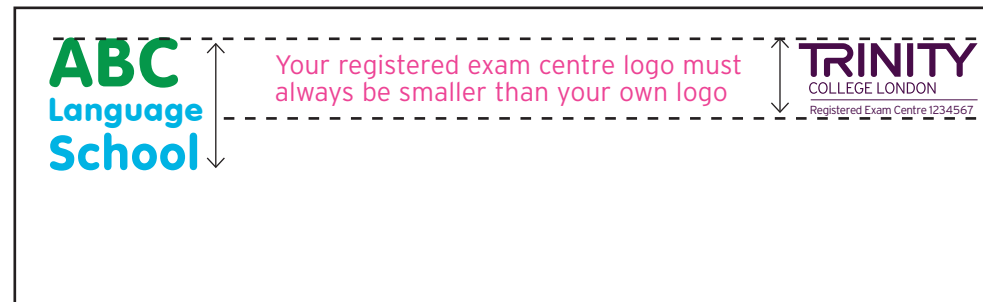 ABC
Language
School
Your registered exam centre logo must
always be smaller than your own logo
TRINITY
COLLEGE LONDON
Registered Exam Centre 1234567